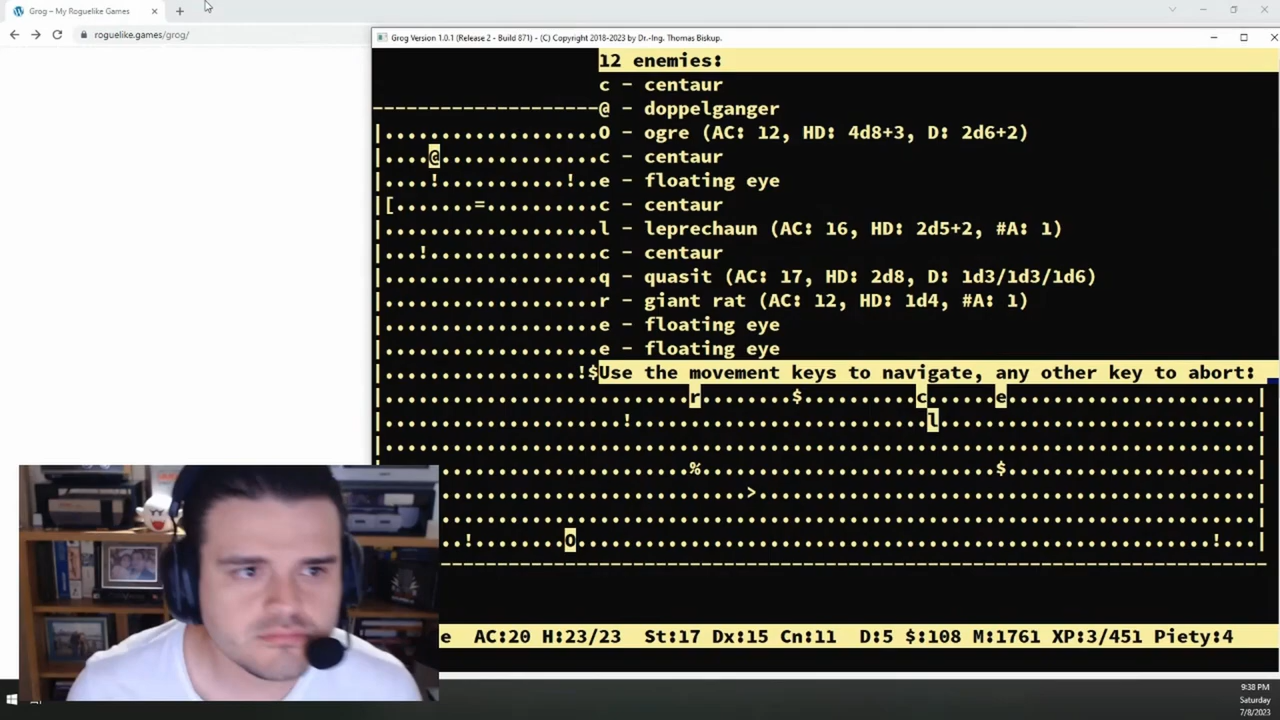 Grog – My Roguelike Games
roguelike.games/grog/
Grog Version 1.0.1 (Release 2 - Build 871) - (C) Copyright 2018-2023 by Dr.-Ing. Thomas Biskup.
12 enemies:
c - centaur
--------------------@ - doppelganger
|...................O - ogre (AC: 12, HD: 4d8+3, D: 2d6+2)
|....@..............c - centaur
|....!...........!..e - floating eye
|[.......=..........c - centaur
|...................l - leprechaun (AC: 16, HD: 2d5+2, #A: 1)
|...!...............c - centaur
|...................q - quasit (AC: 17, HD: 2d8, D: 1d3/1d3/1d6)
|...................r - giant rat (AC: 12, HD: 1d4, #A: 1)
|...................e - floating eye
|...................e - floating eye
|.................!$Use the movement keys to navigate, any other key to abort:
|...........................r........$..........c......e......................|
|.....................!..........................l............................|
|.............................................................................|
......................%..........................$......................|
...........................>............................................|
........................................................................|
..!........O........................................................!...|
e AC:20 H:23/23 St:17 Dx:15 Cn:11 D:5 $:108 M:1761 XP:3/451 Piety:4
9:38 PM
Saturday
7/8/2023